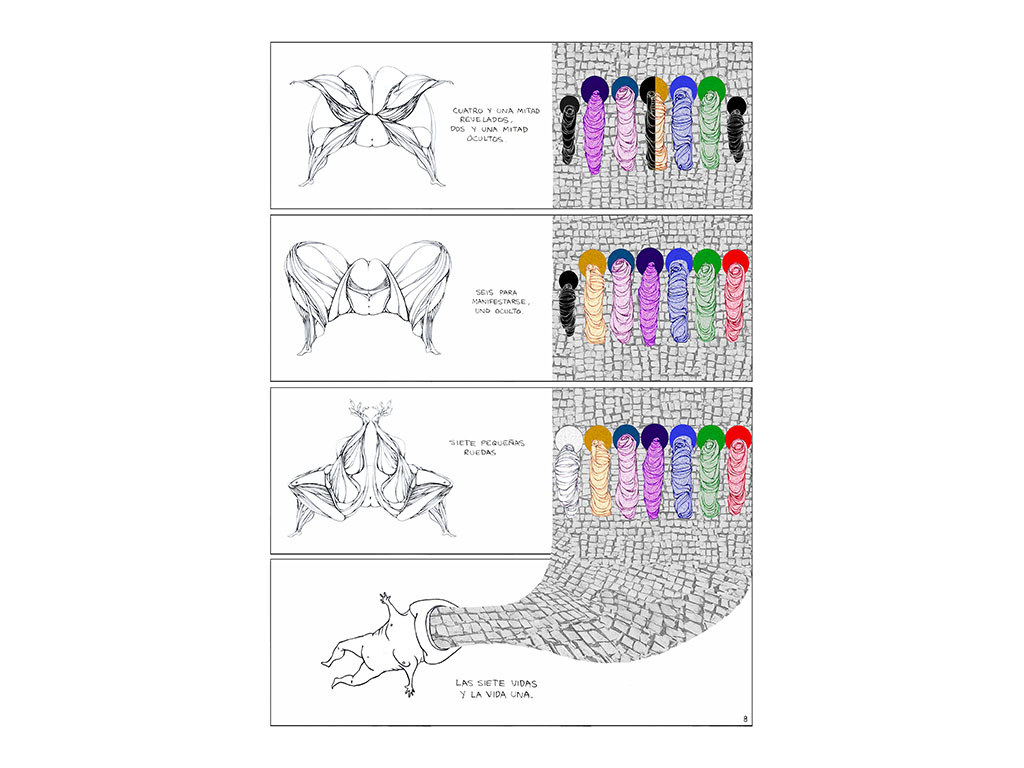 CUATRO Y UNA MITAD
REVELADOS,
DOS Y UNA MITAD
OCULTOS.
SEIS PARA
MANIFESTARSE,
UNO OCULTO.
SIETE PEQUEÑAS
RUEDAS
LAS SIETE VIDAS
Y LA VIDA UNA.
8